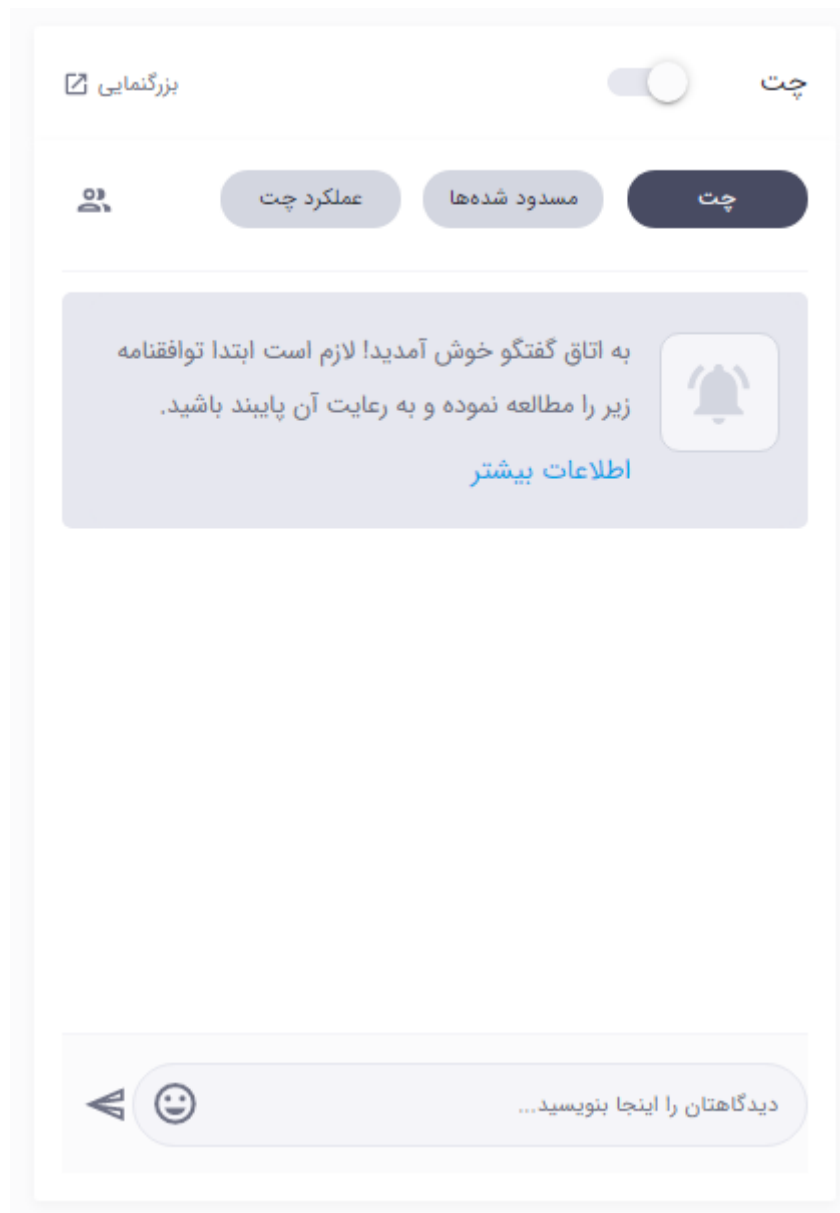 چت
بزرگنمایی
چت
مسدود شده‌ها
عملکرد چت
به اتاق گفتگو خوش آمدید! لازم است ابتدا توافقنامه
زیر را مطالعه نموده و به رعایت آن پایبند باشید.
اطلاعات بیشتر
دیدگاهتان را اینجا بنویسید...